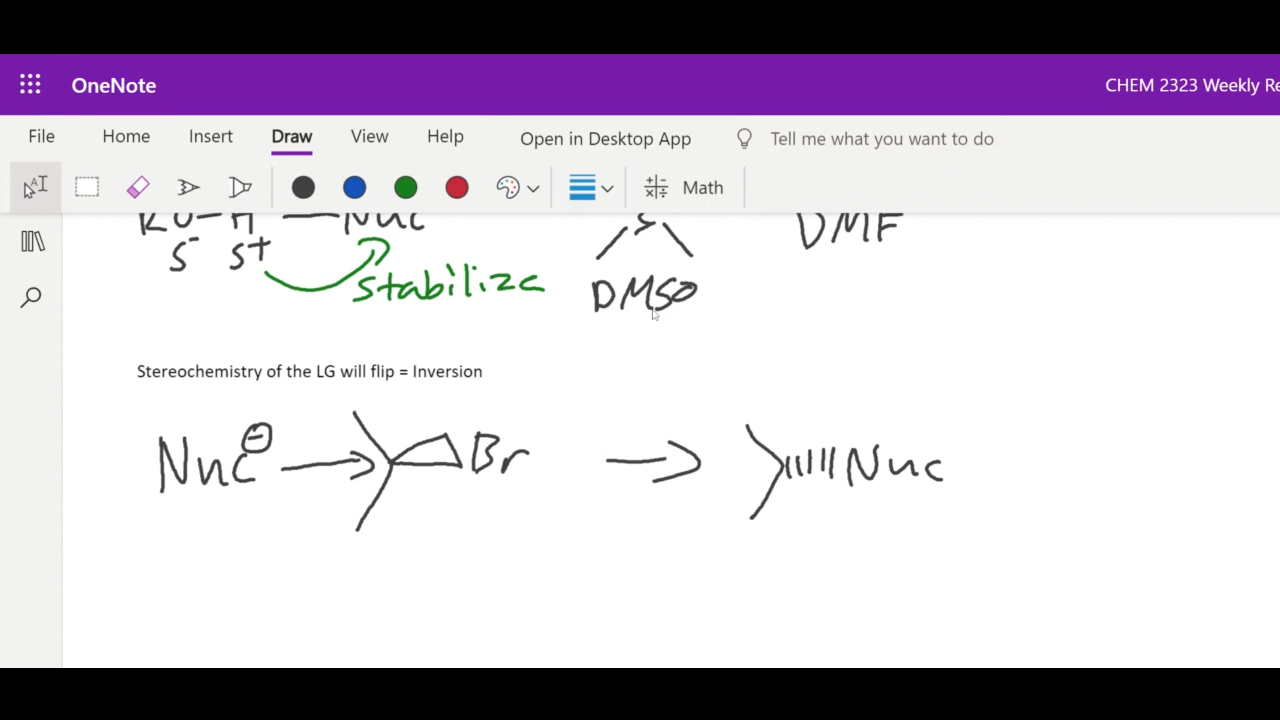 OneNote
CHEM 2323 Weekly Re
File Home Insert Draw View Help Open in Desktop App Tell me what you want to do
Math
RO-H — Nuc
DMF
S- S+
stabilize
DMSO
Stereochemistry of the LG will flip = Inversion
Nuc⊖ Br Nuc